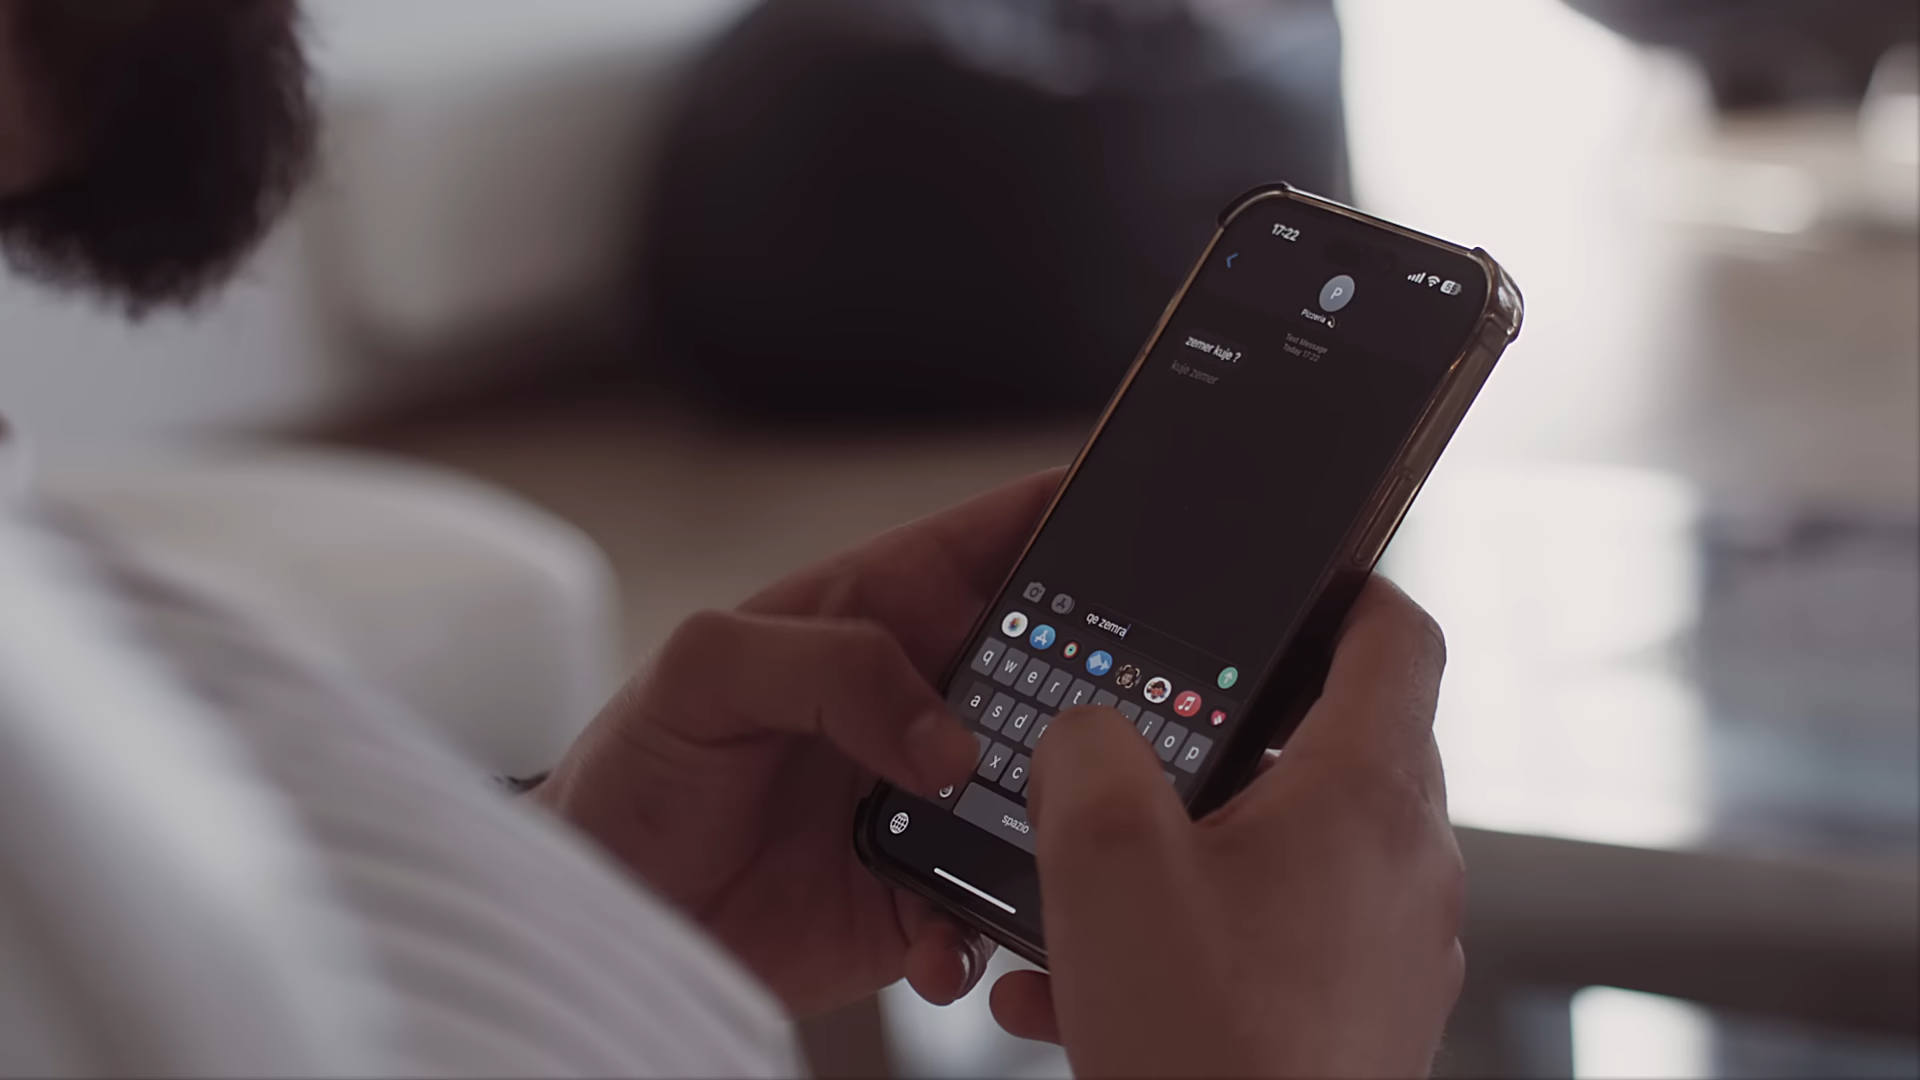 17:22
P
Pizzeria
Text Message
Today 17:22
zemer kuje ?
kuje zemer
qe zemra
q w e r t i o p
a s d f
x c
spazio